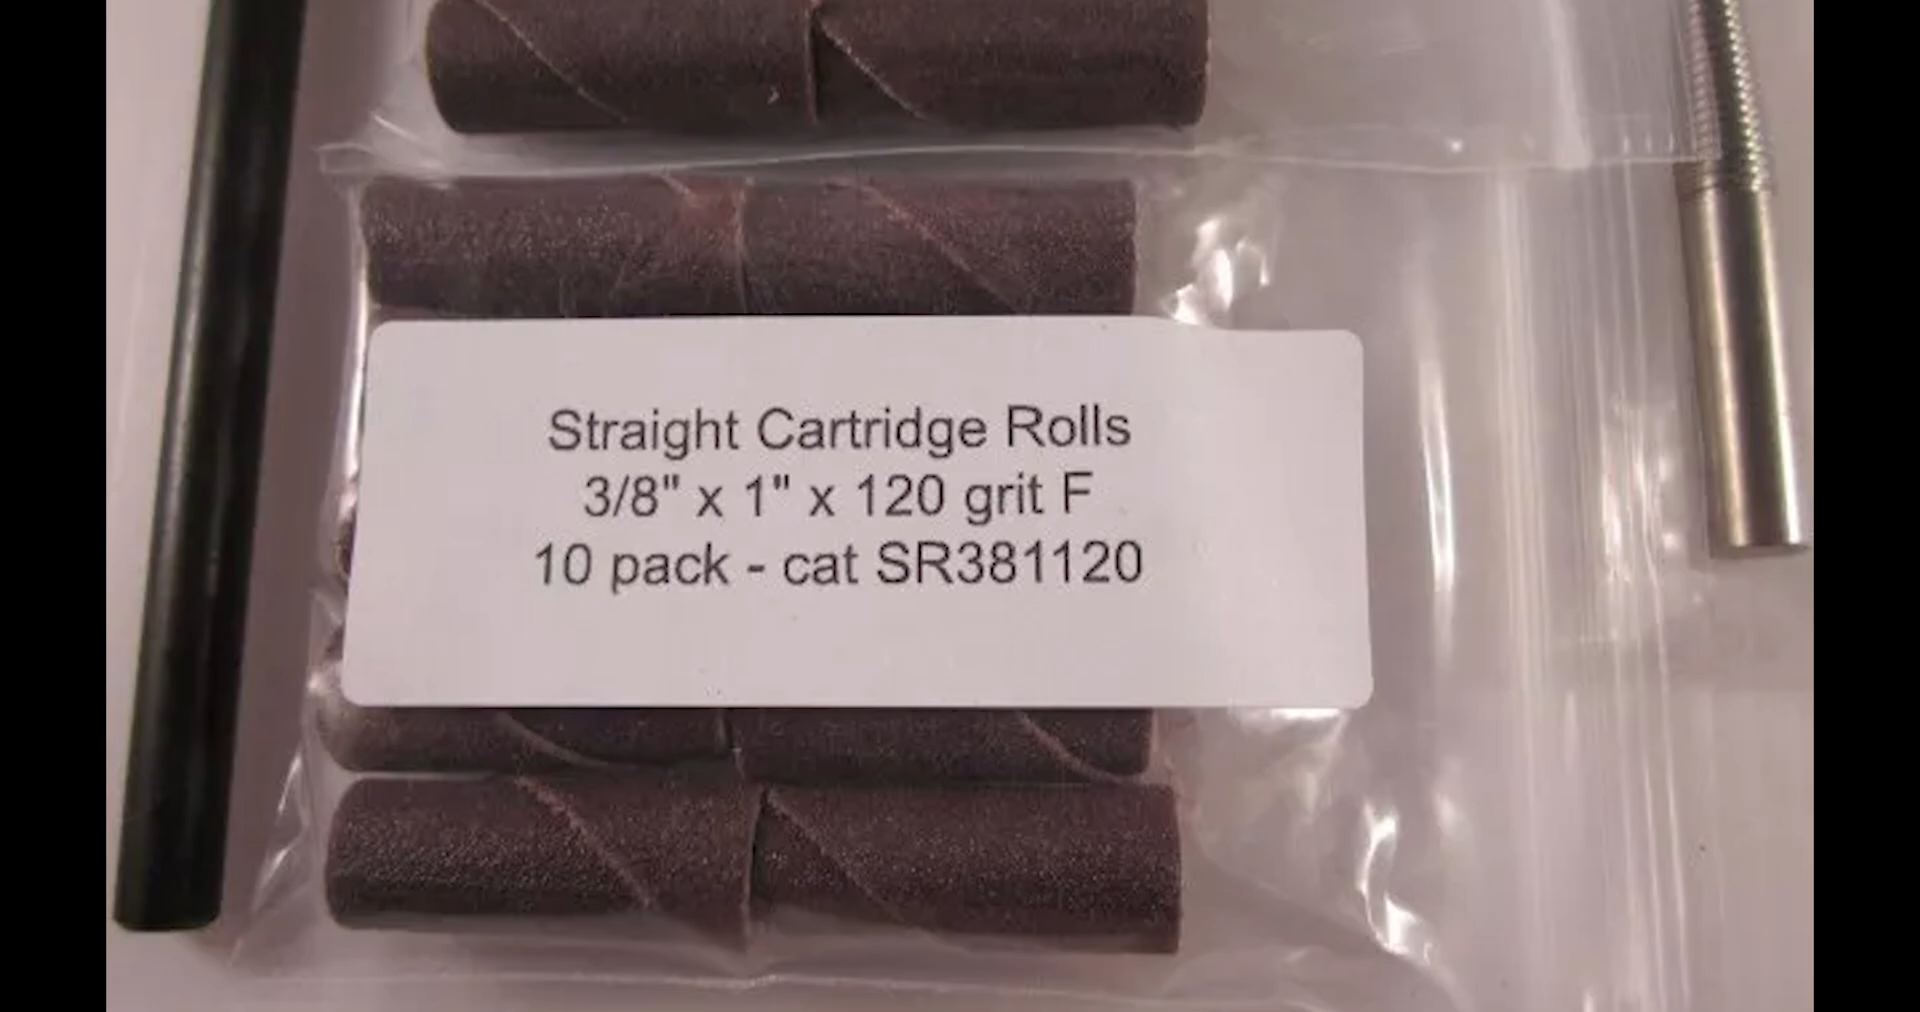 Straight Cartridge Rolls
3/8" x 1" x 120 grit F
10 pack - cat SR381120